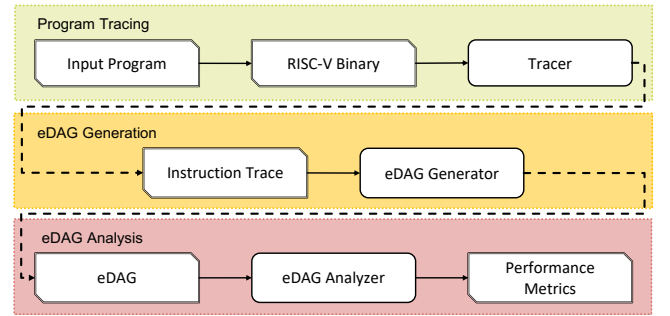 Program Tracing
Input Program
RISC-V Binary
Tracer
eDAG Generation
Instruction Trace
eDAG Generator
eDAG Analysis
eDAG
eDAG Analyzer
Performance
Metrics